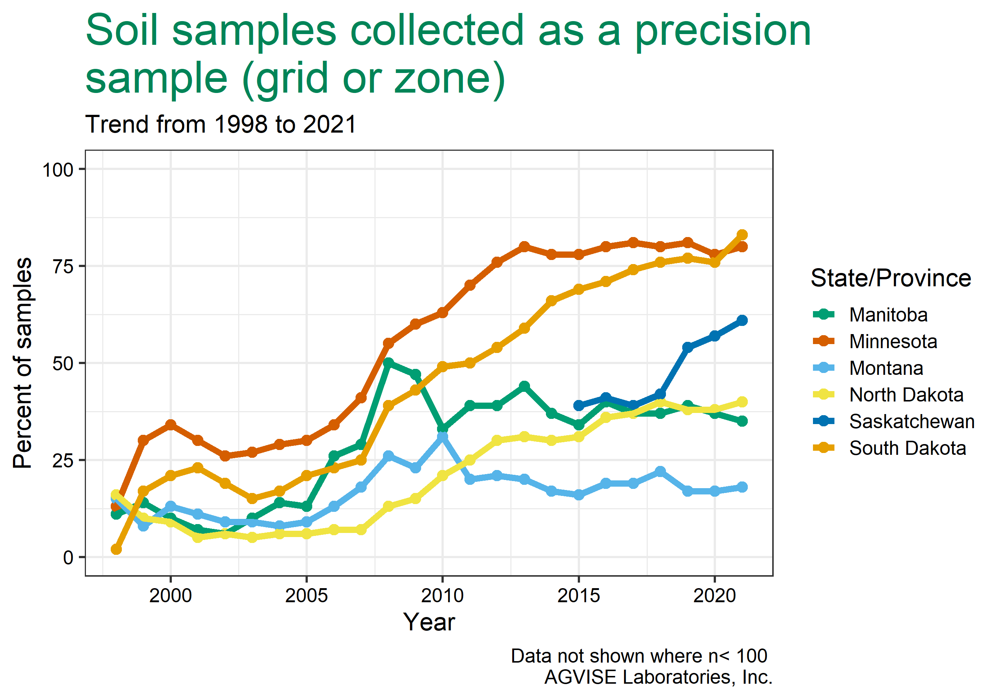 Soil samples collected as a precision
sample (grid or zone)
Trend from 1998 to 2021
100
75
50
25
0
Percent of samples
2000 2005 2010 2015 2020
Year
State/Province
Manitoba
Minnesota
Montana
North Dakota
Saskatchewan
South Dakota
Data not shown where n< 100
AGVISE Laboratories, Inc.